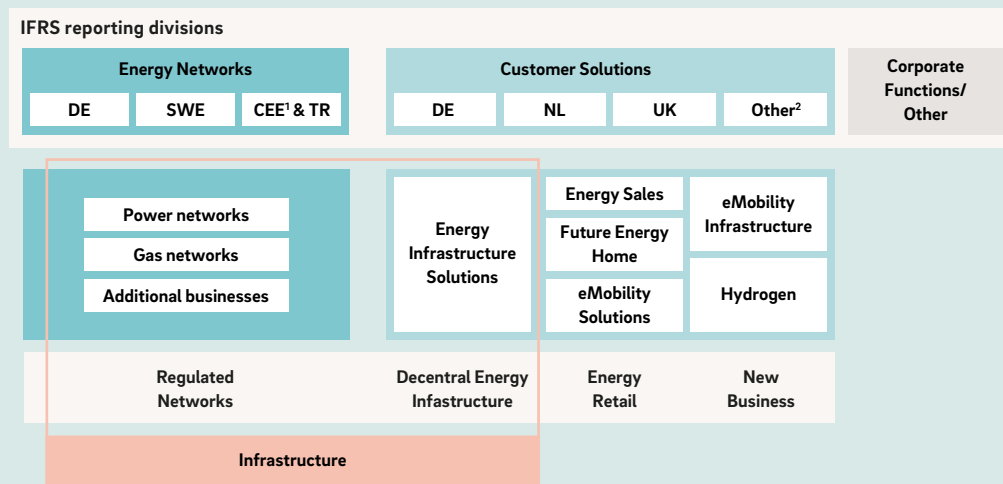 IFRS reporting divisions
Energy Networks
DE
SWE
CEE¹ & TR
Customer Solutions
DE
NL
UK
Other²
Corporate
Functions/
Other
Power networks
Gas networks
Additional businesses
Energy
Infrastructure
Solutions
Energy Sales
Future Energy
Home
eMobility
Solutions
eMobility
Infrastructure
Hydrogen
Regulated
Networks
Decentral Energy
Infastructure
Energy
Retail
New
Business
Infrastructure